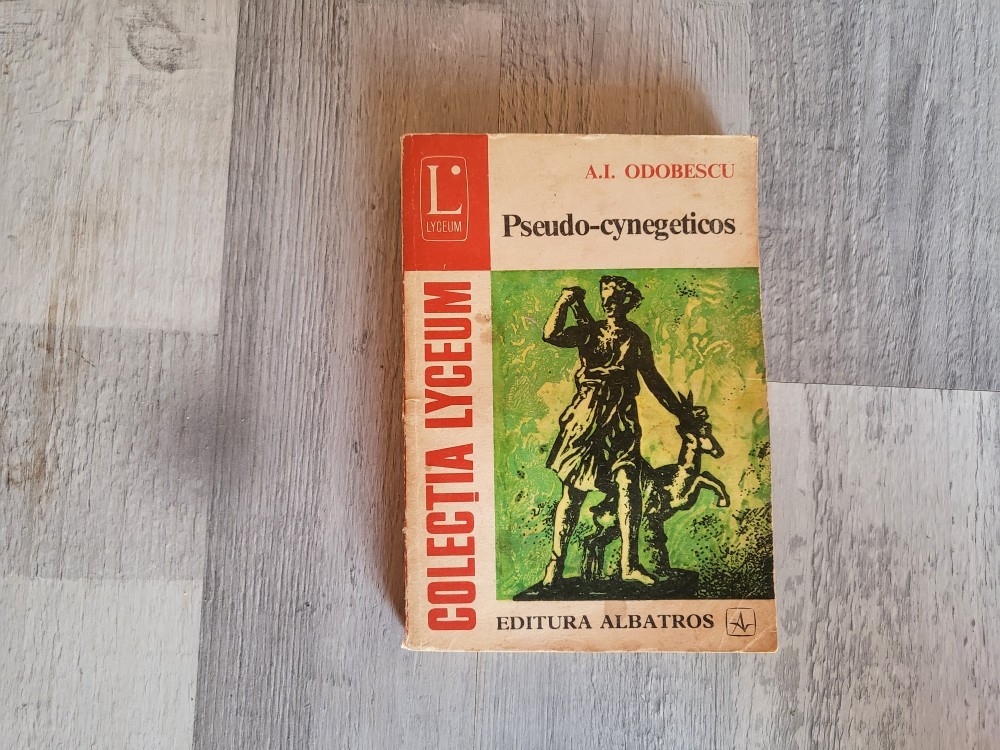 L
LYCEUM
A.I. ODOBESCU
Pseudo-cynegeticos
COLECȚIA LYCEUM
EDITURA ALBATROS